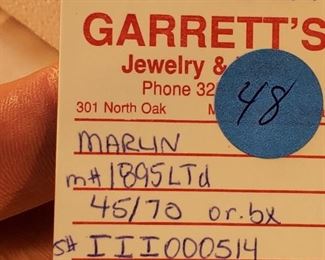 GARRETT'S
Jewelry &
Phone 32
301 North Oak M
48
MARLIN
m# 1895LTd
45/70 or.bx
s# III000514